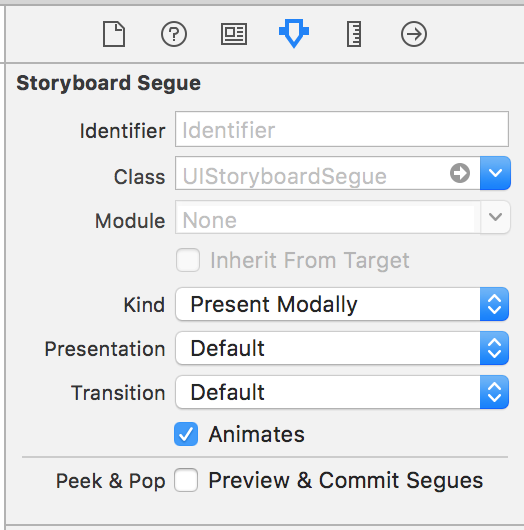 Storyboard Segue
Identifier Identifier
Class UIStoryboardSegue
Module None
Inherit From Target
Kind Present Modally
Presentation Default
Transition Default
Animates
Peek & Pop Preview & Commit Segues